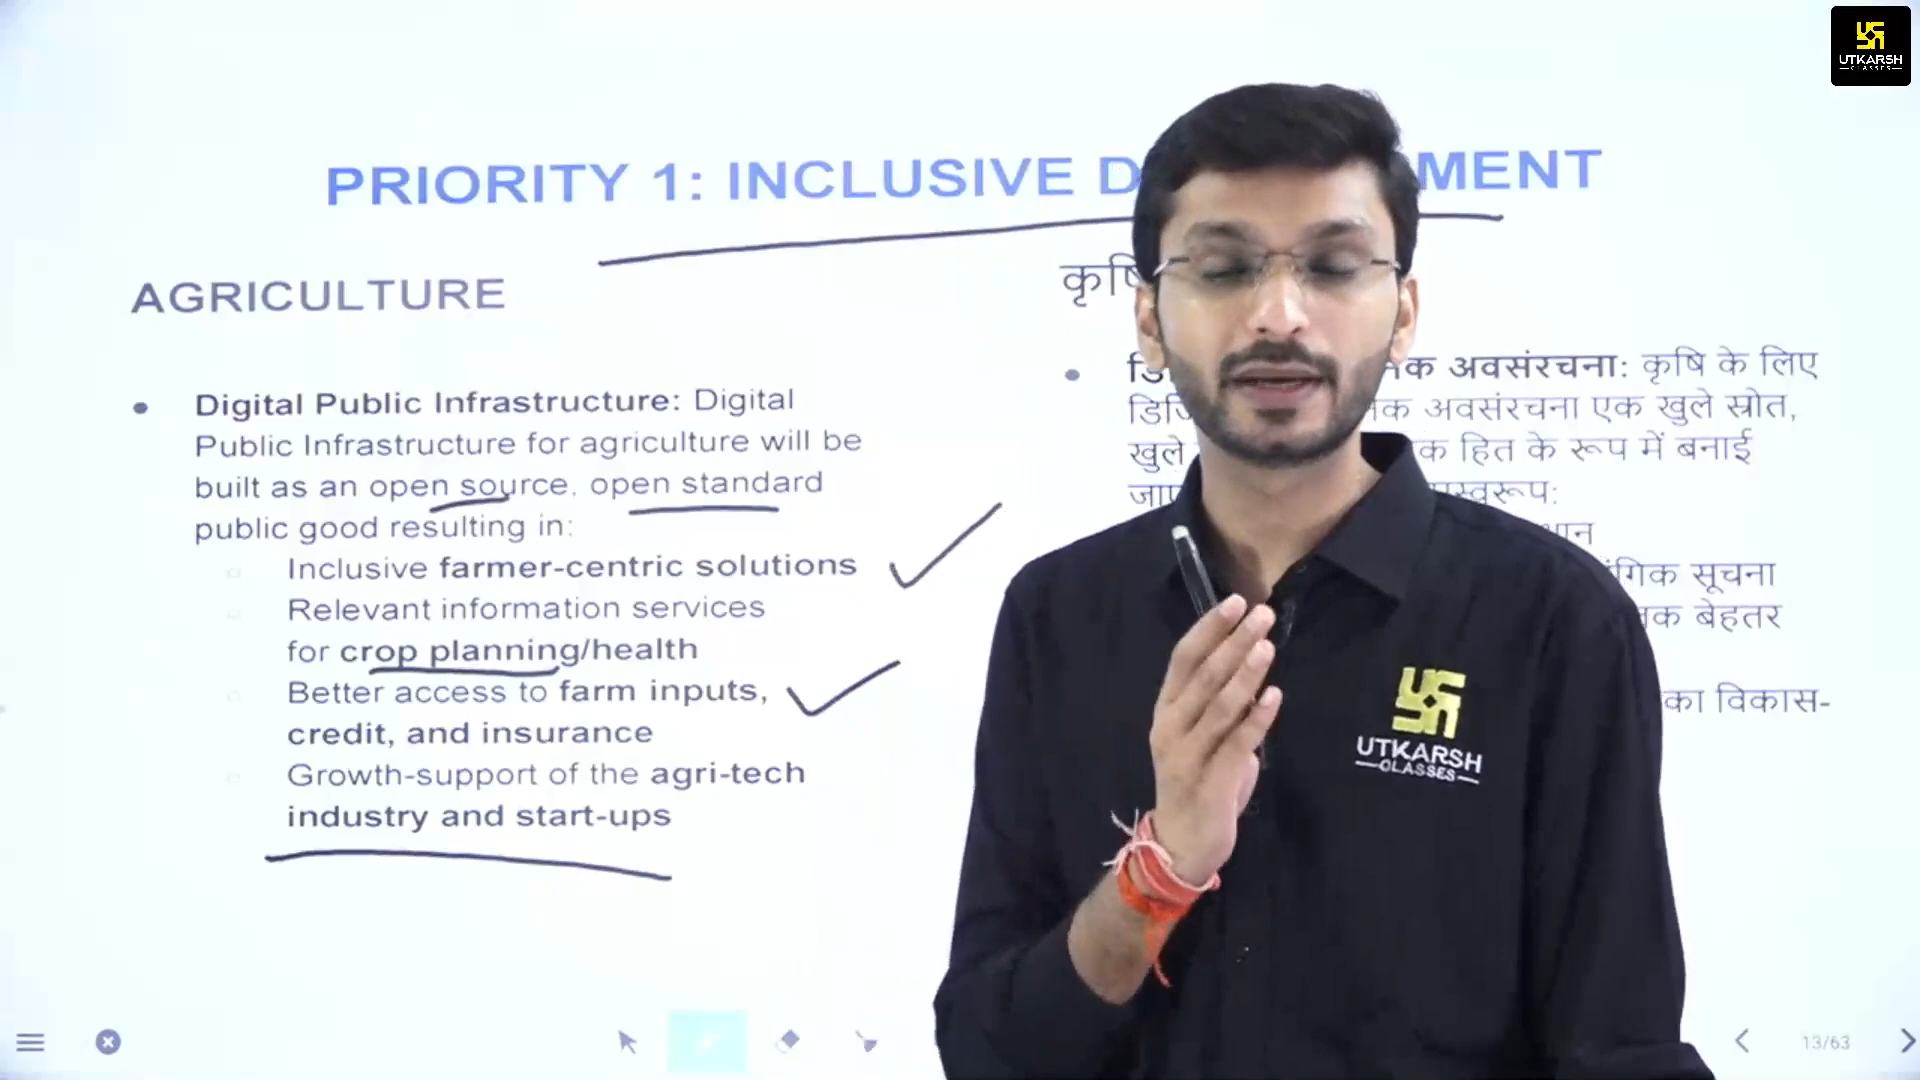 UTKARSH
CLASSES
PRIORITY 1: INCLUSIVE D MENT
AGRICULTURE
Digital Public Infrastructure: Digital
Public Infrastructure for agriculture will be
built as an open source, open standard
public good resulting in:
Inclusive farmer-centric solutions
Relevant information services
for crop planning/health
Better access to farm inputs,
credit, and insurance
Growth-support of the agri-tech
industry and start-ups
अवसंरचना: कृषि के लिए
अवसंरचना एक खुले स्रोत,
खुले क हित के रूप में बनाई
सूचना
बेहतर
का विकास-
UTKARSH
CLASSES
13/63